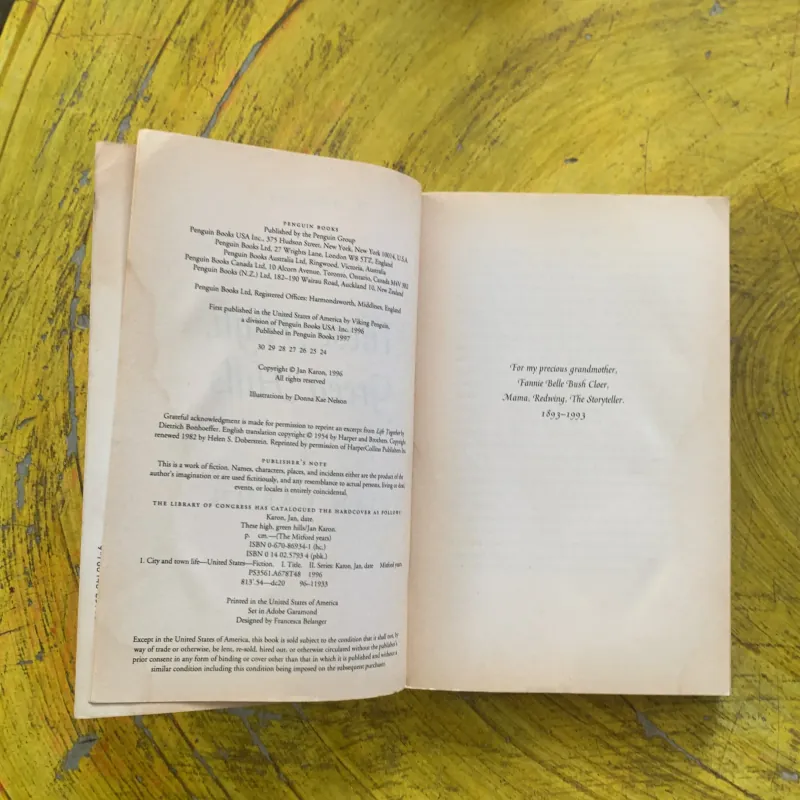 PENGUIN BOOKS
Published by the Penguin Group
Penguin Books USA Inc., 375 Hudson Street, New York, New York 10014, U.S.A.
Penguin Books Ltd, 27 Wrights Lane, London W8 5TZ, England
Penguin Books Australia Ltd, Ringwood, Victoria, Australia
Penguin Books Canada Ltd, 10 Alcorn Avenue, Toronto, Ontario, Canada M4V 3B2
Penguin Books (N.Z.) Ltd, 182–190 Wairau Road, Auckland 10, New Zealand
Penguin Books Ltd, Registered Offices: Harmondsworth, Middlesex, England
First published in the United States of America by Viking Penguin,
a division of Penguin Books USA Inc. 1996
Published in Penguin Books 1997
30 29 28 27 26 25 24
Copyright © Jan Karon, 1996
All rights reserved
Illustrations by Donna Kae Nelson
Grateful acknowledgment is made for permission to reprint an excerpt from Life Together by
Dietrich Bonhoeffer. English translation copyright © 1954 by Harper and Brothers. Copyright
renewed 1982 by Helen S. Doberstein. Reprinted by permission of HarperCollins Publishers Inc.
PUBLISHER'S NOTE
This is a work of fiction. Names, characters, places, and incidents either are the product of the
author's imagination or are used fictitiously, and any resemblance to actual persons, living or dead,
events, or locales is entirely coincidental.
THE LIBRARY OF CONGRESS HAS CATALOGUED THE HARDCOVER AS FOLLOWS:
Karon, Jan, date.
These high, green hills/Jan Karon.
p. cm.—(The Mitford years)
ISBN 0-670-86934-1 (hc.)
ISBN 0 14 02.5793 4 (pbk.)
1. City and town life—United States—Fiction. I. Title. II. Series: Karon, Jan, date Mitford years
PS3561.A678T48 1996
813'.54—dc20 96–11933
Printed in the United States of America
Set in Adobe Garamond
Designed by Francesca Belanger
Except in the United States of America, this book is sold subject to the condition that it shall not, by
way of trade or otherwise, be lent, re-sold, hired out, or otherwise circulated without the publisher's
prior consent in any form of binding or cover other than that in which it is published and without a
similar condition including this condition being imposed on the subsequent purchaser.
For my precious grandmother,
Fannie Belle Bush Cloer,
Mama, Redwing, The Storyteller.
1893–1993